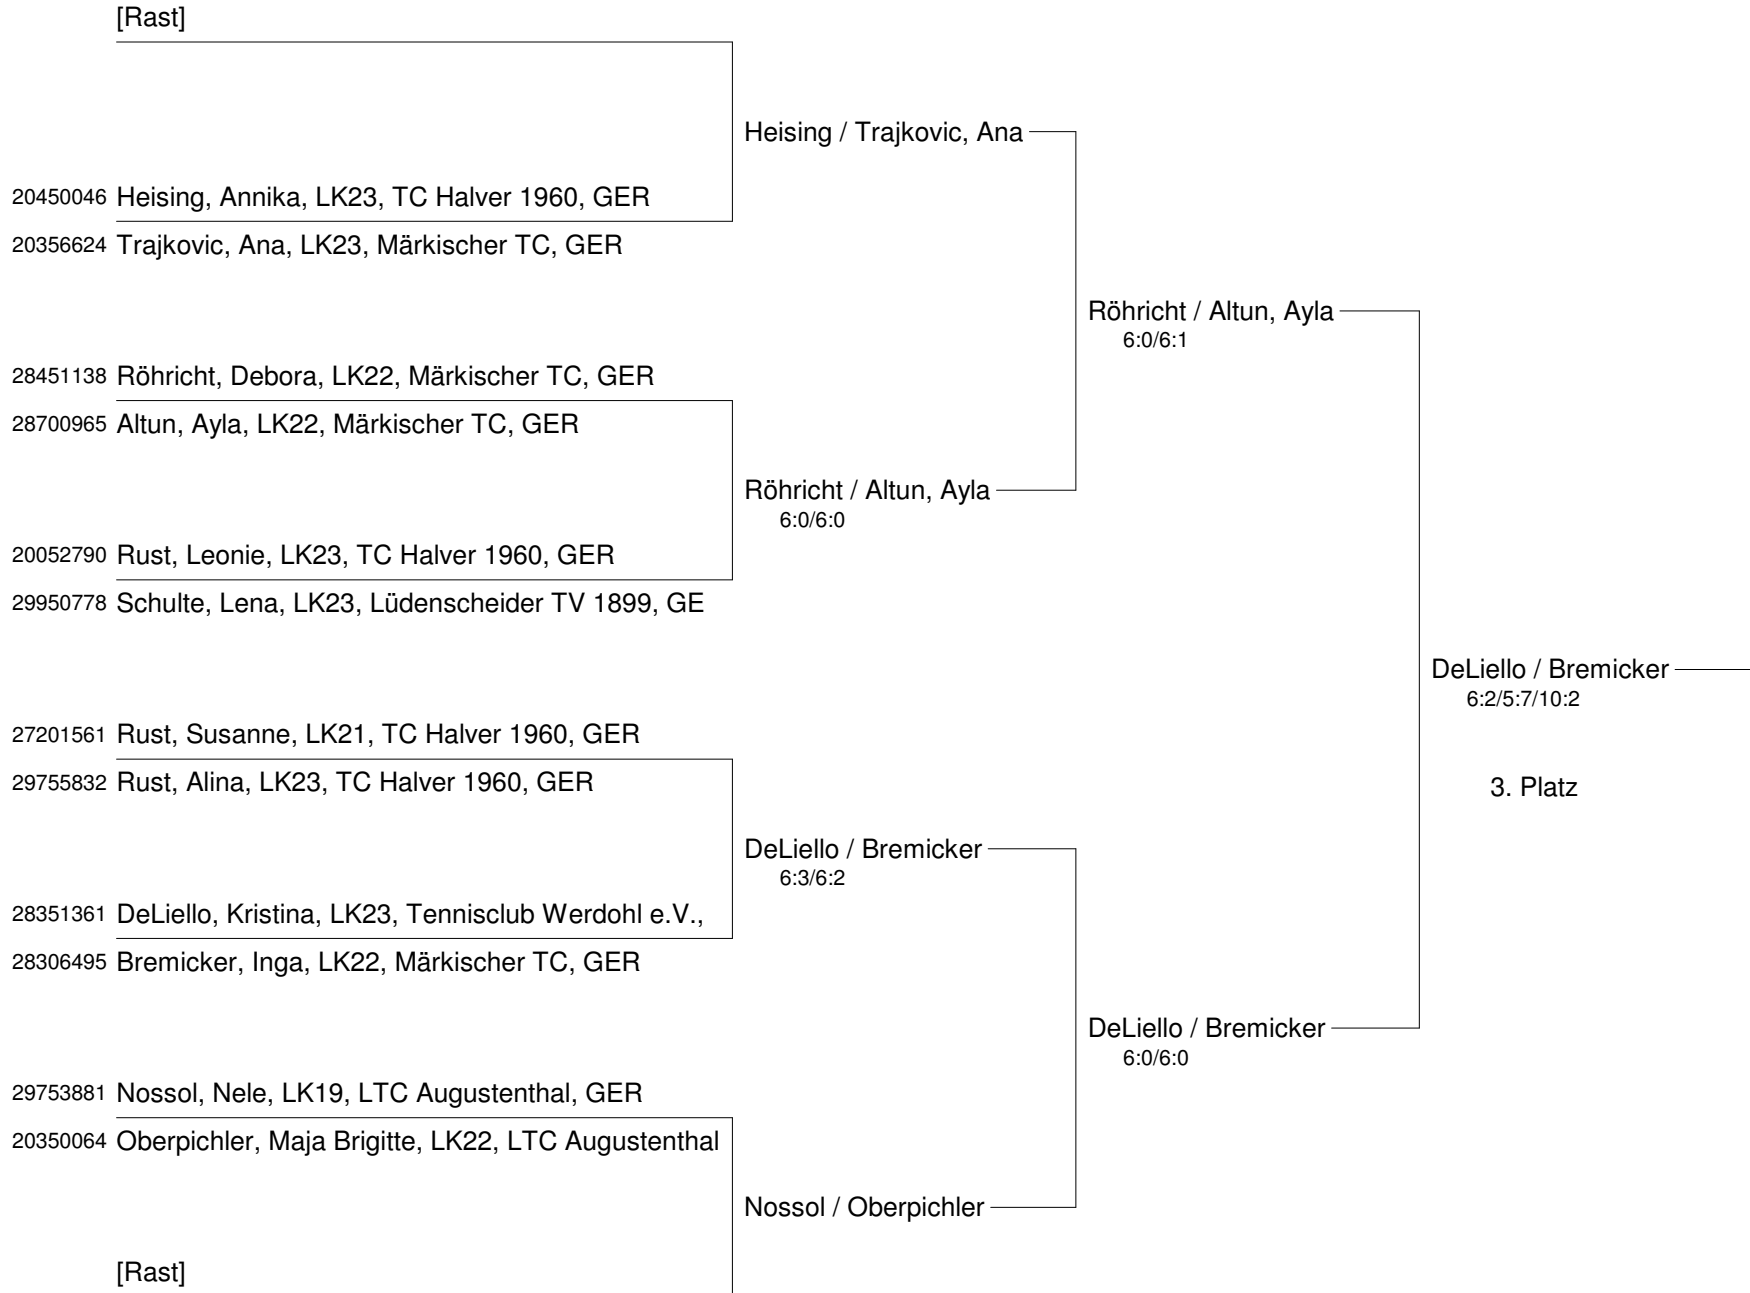 [Rast]
Heising / Trajkovic, Ana
20450046 Heising, Annika, LK23, TC Halver 1960, GER
20356624 Trajkovic, Ana, LK23, Märkischer TC, GER
Röhricht / Altun, Ayla
6:0/6:1
28451138 Röhricht, Debora, LK22, Märkischer TC, GER
28700965 Altun, Ayla, LK22, Märkischer TC, GER
Röhricht / Altun, Ayla
6:0/6:0
20052790 Rust, Leonie, LK23, TC Halver 1960, GER
29950778 Schulte, Lena, LK23, Lüdenscheider TV 1899, GE
DeLiello / Bremicker
6:2/5:7/10:2
27201561 Rust, Susanne, LK21, TC Halver 1960, GER
29755832 Rust, Alina, LK23, TC Halver 1960, GER
3. Platz
DeLiello / Bremicker
6:3/6:2
28351361 DeLiello, Kristina, LK23, Tennisclub Werdohl e.V.,
28306495 Bremicker, Inga, LK22, Märkischer TC, GER
DeLiello / Bremicker
6:0/6:0
29753881 Nossol, Nele, LK19, LTC Augustenthal, GER
20350064 Oberpichler, Maja Brigitte, LK22, LTC Augustenthal
Nossol / Oberpichler
[Rast]